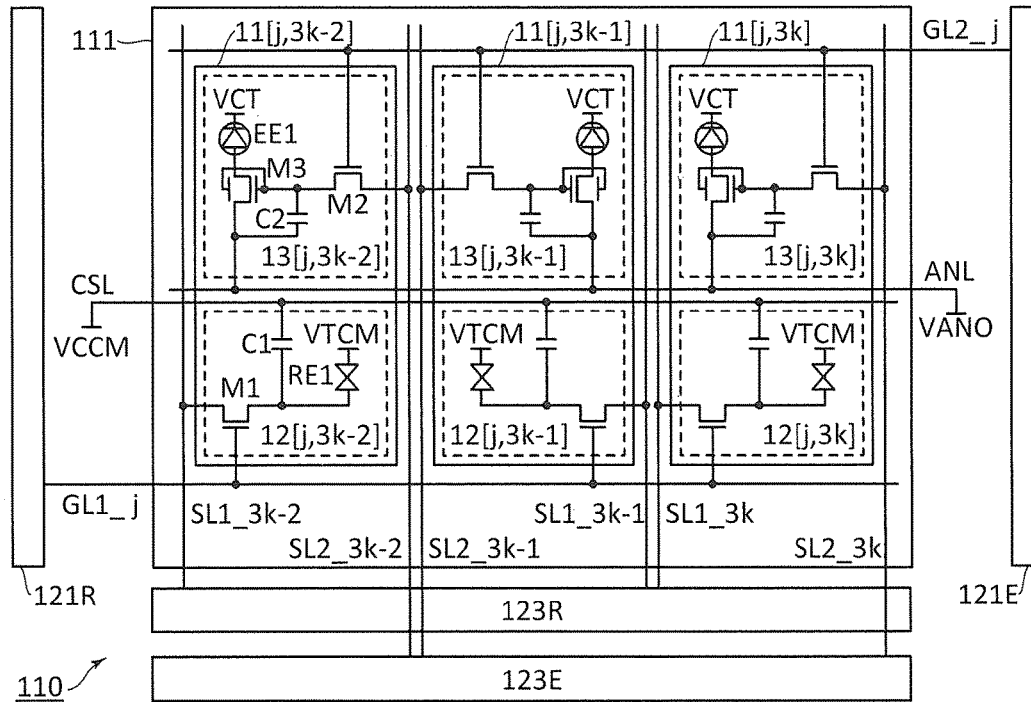 111
11[j,3k-2]
11[j,3k-1]
11[j,3k]
GL2_ j
VCT
VCT
VCT
EE1
M3
M2
C2
13[j,3k-2]
13[j,3k-1]
13[j,3k]
CSL
ANL
VCCM
VANO
C1
VTCM
VTCM
VTCM
RE1
M1
12[j,3k-2]
12[j,3k-1]
12[j,3k]
GL1_ j
SL1_3k-2
SL1_3k-1
SL1_3k
SL2_3k-2
SL2_3k-1
SL2_3k
121R
121E
123R
123E
110